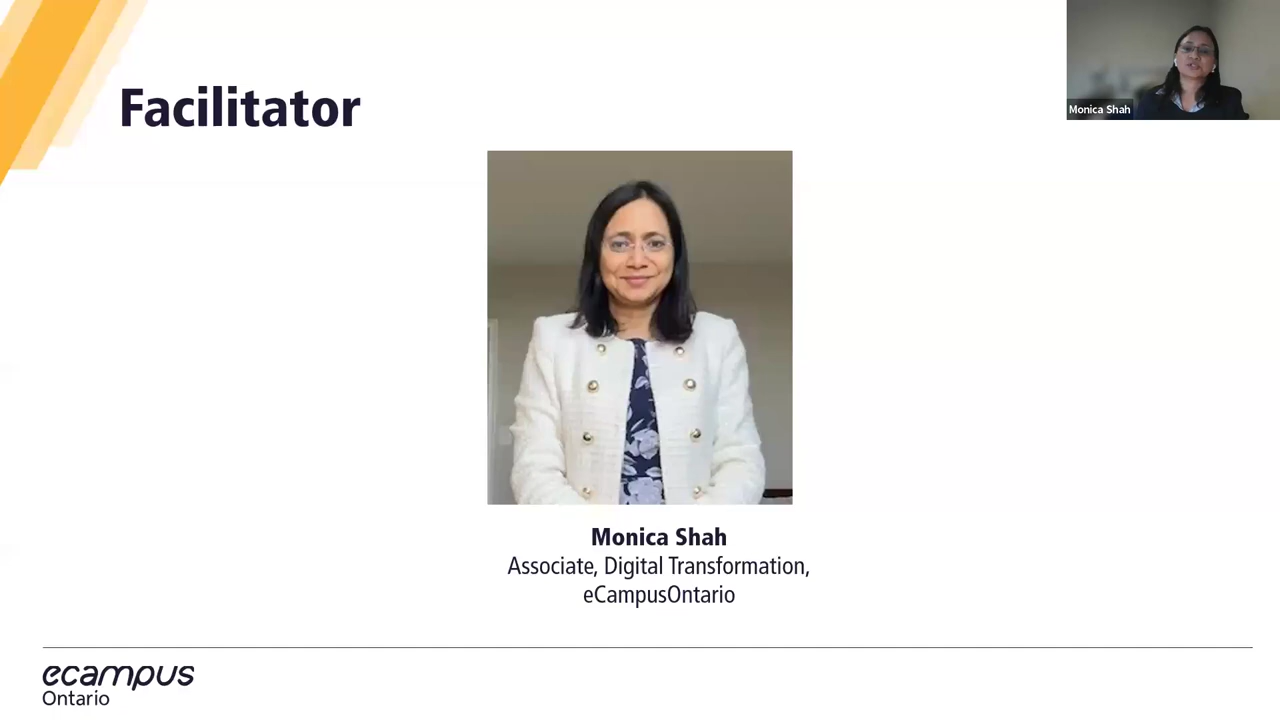 Facilitator
Monica Shah
Monica Shah
Associate, Digital Transformation,
eCampusOntario
ecampus
Ontario